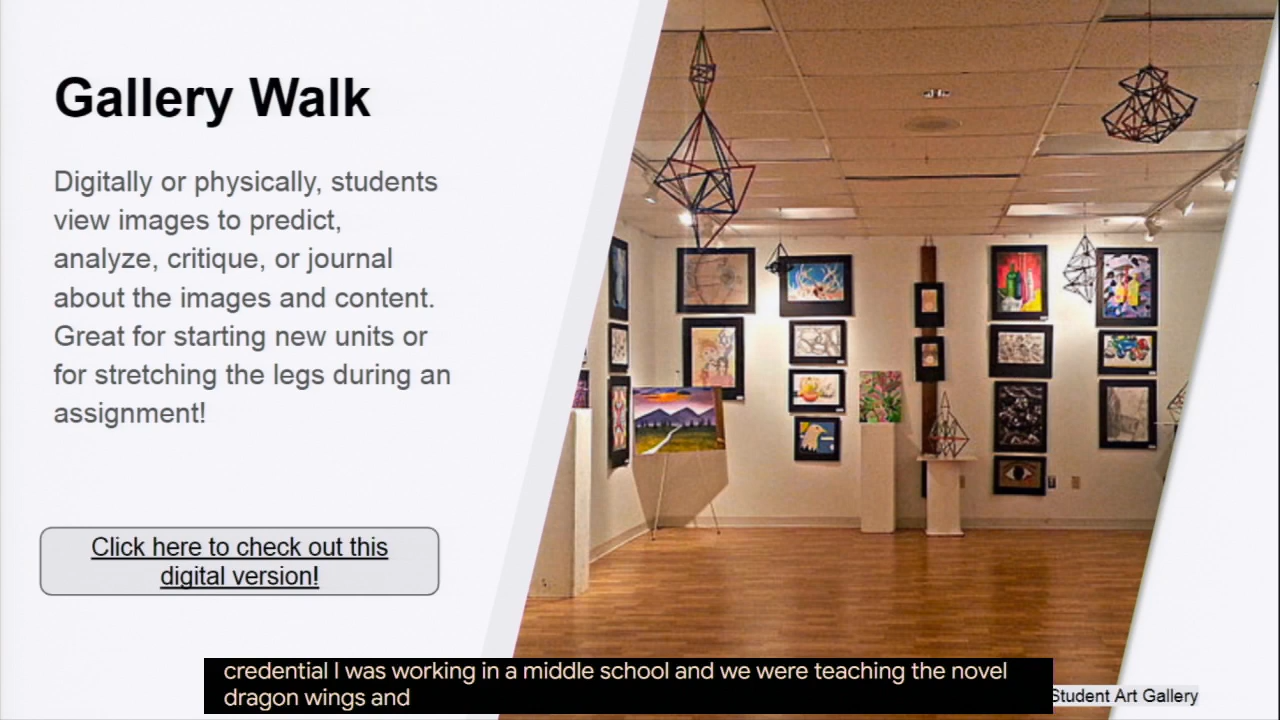 Gallery Walk
Digitally or physically, students
view images to predict,
analyze, critique, or journal
about the images and content.
Great for starting new units or
for stretching the legs during an
assignment!
Click here to check out this
digital version!
credential I was working in a middle school and we were teaching the novel
dragon wings and
Student Art Gallery